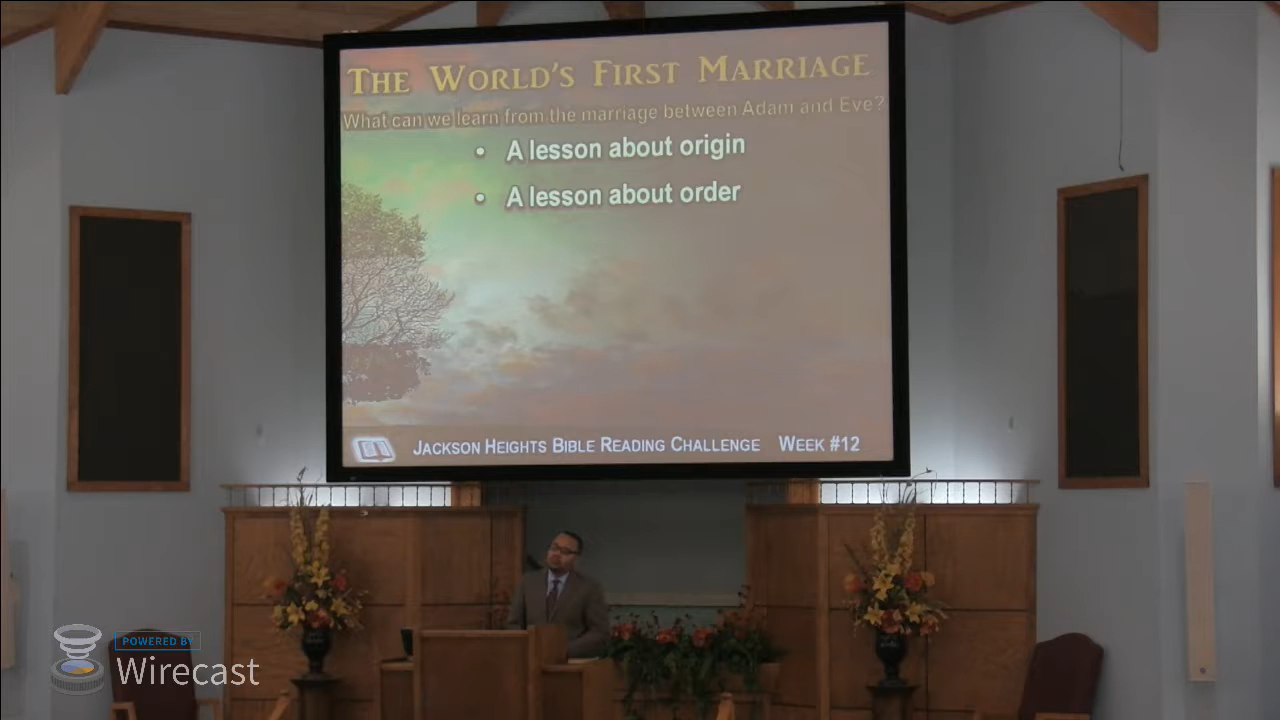 THE WORLD'S FIRST MARRIAGE
What can we learn from the marriage between Adam and Eve?
• A lesson about origin
• A lesson about order
JACKSON HEIGHTS BIBLE READING CHALLENGE WEEK #12
POWERED BY
Wirecast